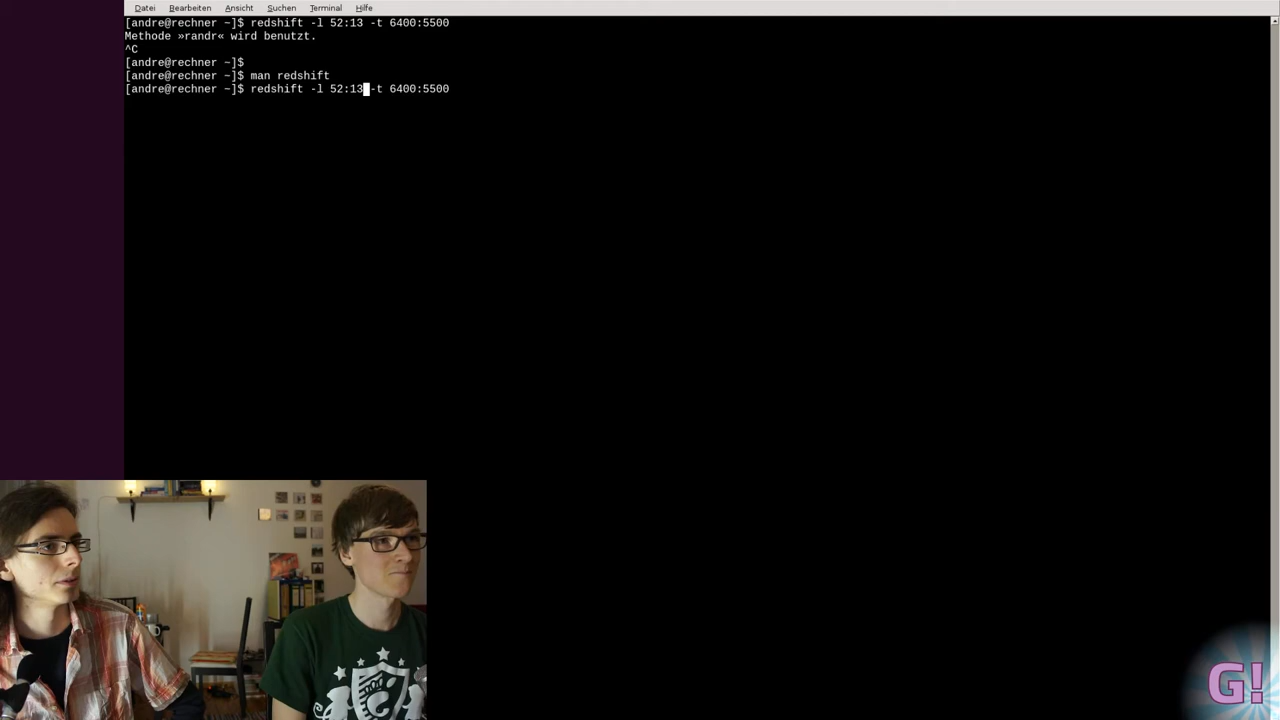 Datei Bearbeiten Ansicht Suchen Terminal Hilfe
[andre@rechner ~]$ redshift -l 52:13 -t 6400:5500
Methode »randr« wird benutzt.
^C
[andre@rechner ~]$
[andre@rechner ~]$ man redshift
[andre@rechner ~]$ redshift -l 52:13 -t 6400:5500
G!